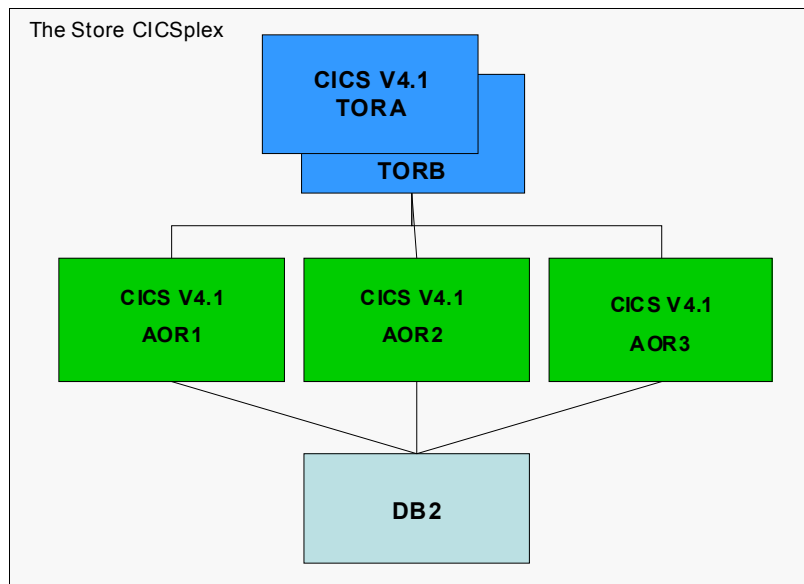 The Store CICSplex
CICS V4.1
TORA
TORB
CICS V4.1
AOR1
CICS V4.1
AOR2
CICS V4.1
AOR3
DB2